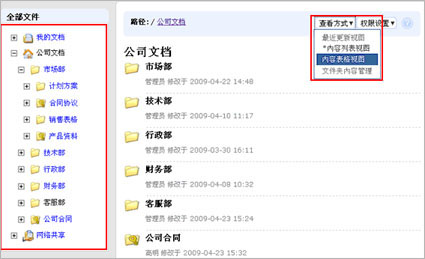 全部文件
我的文档
公司文档
市场部
计划方案
合同协议
销售表格
产品资料
技术部
行政部
财务部
客服部
公司合同
网络共享
路径: / 公司文档
查看方式▼ 权限设置▼
最近更新视图
*内容列表视图
内容表格视图
文件夹内容管理
公司文档
市场部
管理员 修改于 2009-04-22 14:48
技术部
管理员 修改于 2009-04-10 11:17
行政部
管理员 修改于 2009-03-30 16:11
财务部
管理员 修改于 2009-04-08 10:32
客服部
管理员 修改于 2009-04-23 15:24
公司合同
高明 修改于 2009-04-23 15:32